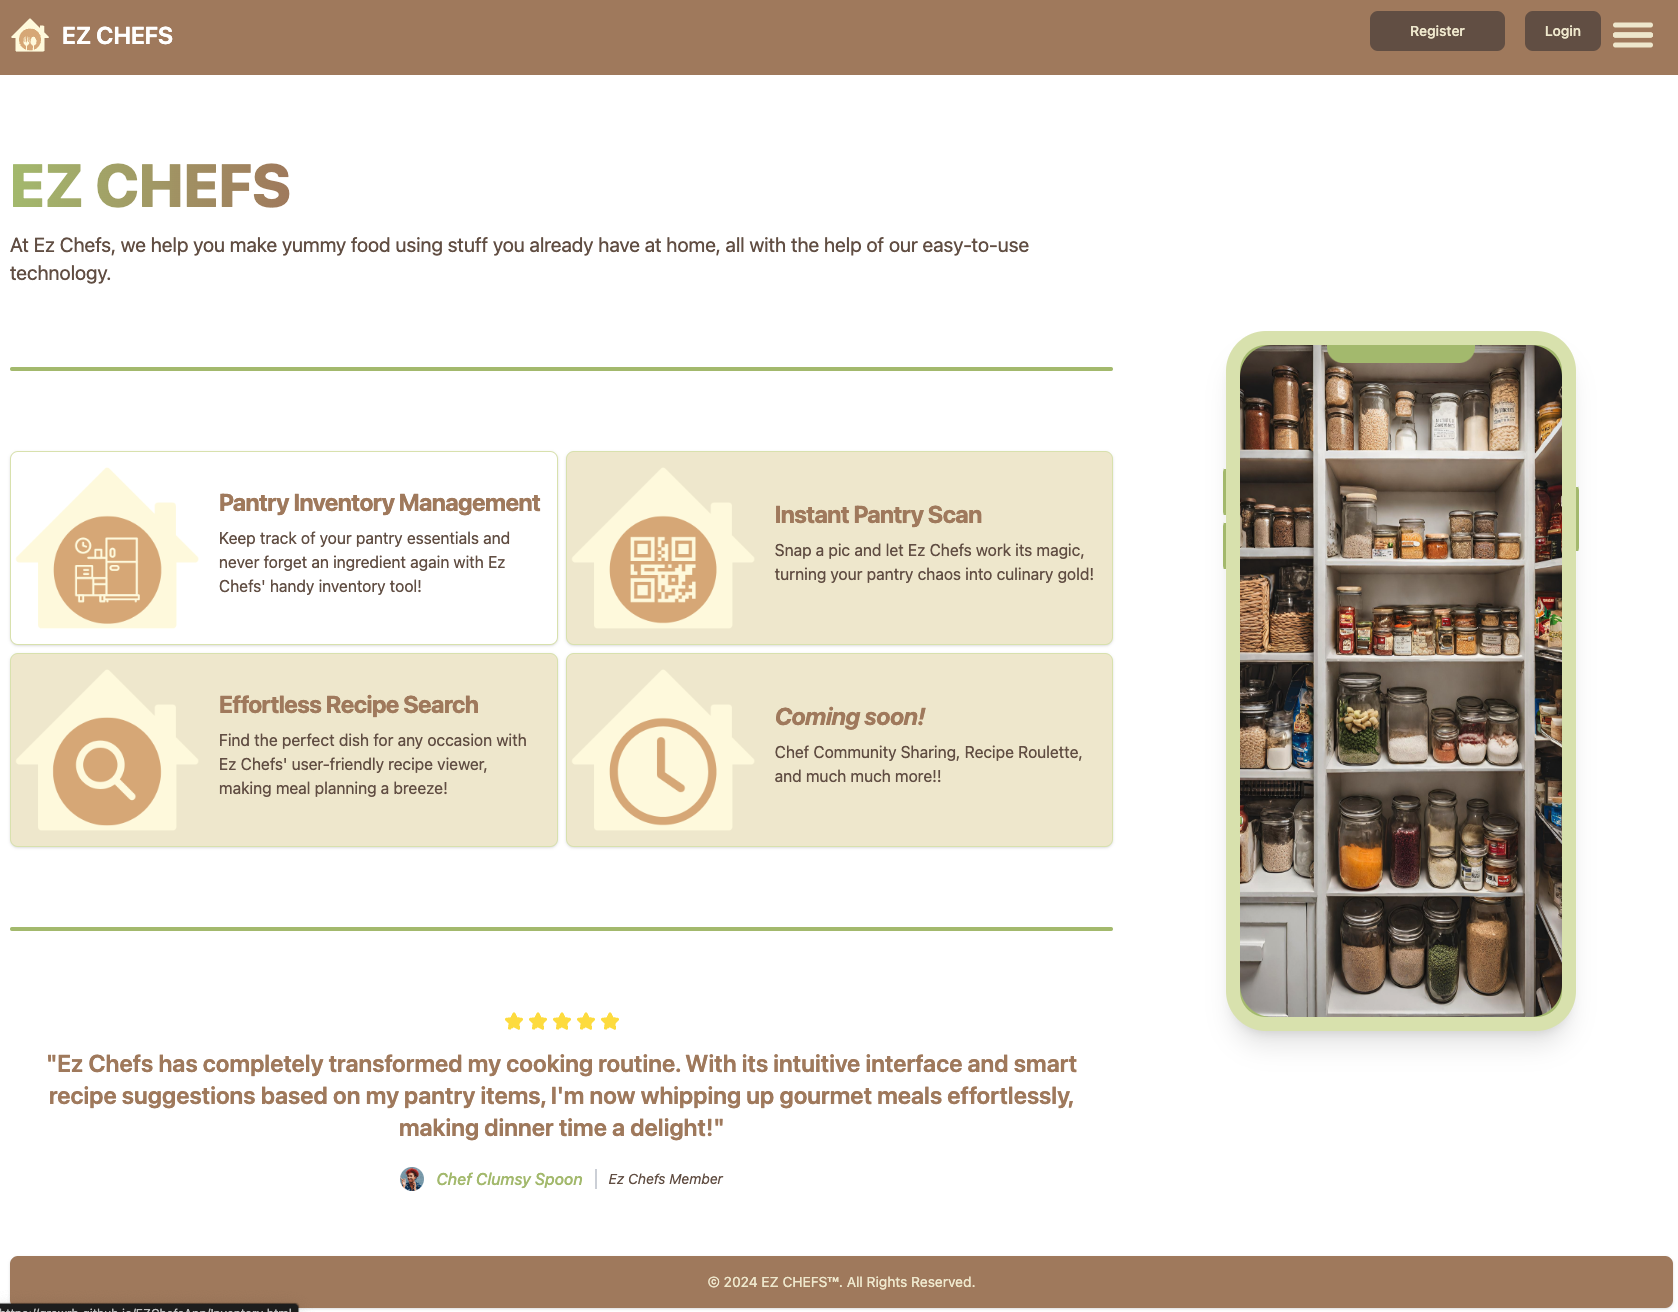 EZ CHEFS
Register
Login
EZ CHEFS
At Ez Chefs, we help you make yummy food using stuff you already have at home, all with the help of our easy-to-use
technology.
Pantry Inventory Management
Keep track of your pantry essentials and
never forget an ingredient again with Ez
Chefs' handy inventory tool!
Instant Pantry Scan
Snap a pic and let Ez Chefs work its magic,
turning your pantry chaos into culinary gold!
Effortless Recipe Search
Find the perfect dish for any occasion with
Ez Chefs' user-friendly recipe viewer,
making meal planning a breeze!
Coming soon!
Chef Community Sharing, Recipe Roulette,
and much much more!!
"Ez Chefs has completely transformed my cooking routine. With its intuitive interface and smart
recipe suggestions based on my pantry items, I'm now whipping up gourmet meals effortlessly,
making dinner time a delight!"
Chef Clumsy Spoon
Ez Chefs Member
© 2024 EZ CHEFS™. All Rights Reserved.